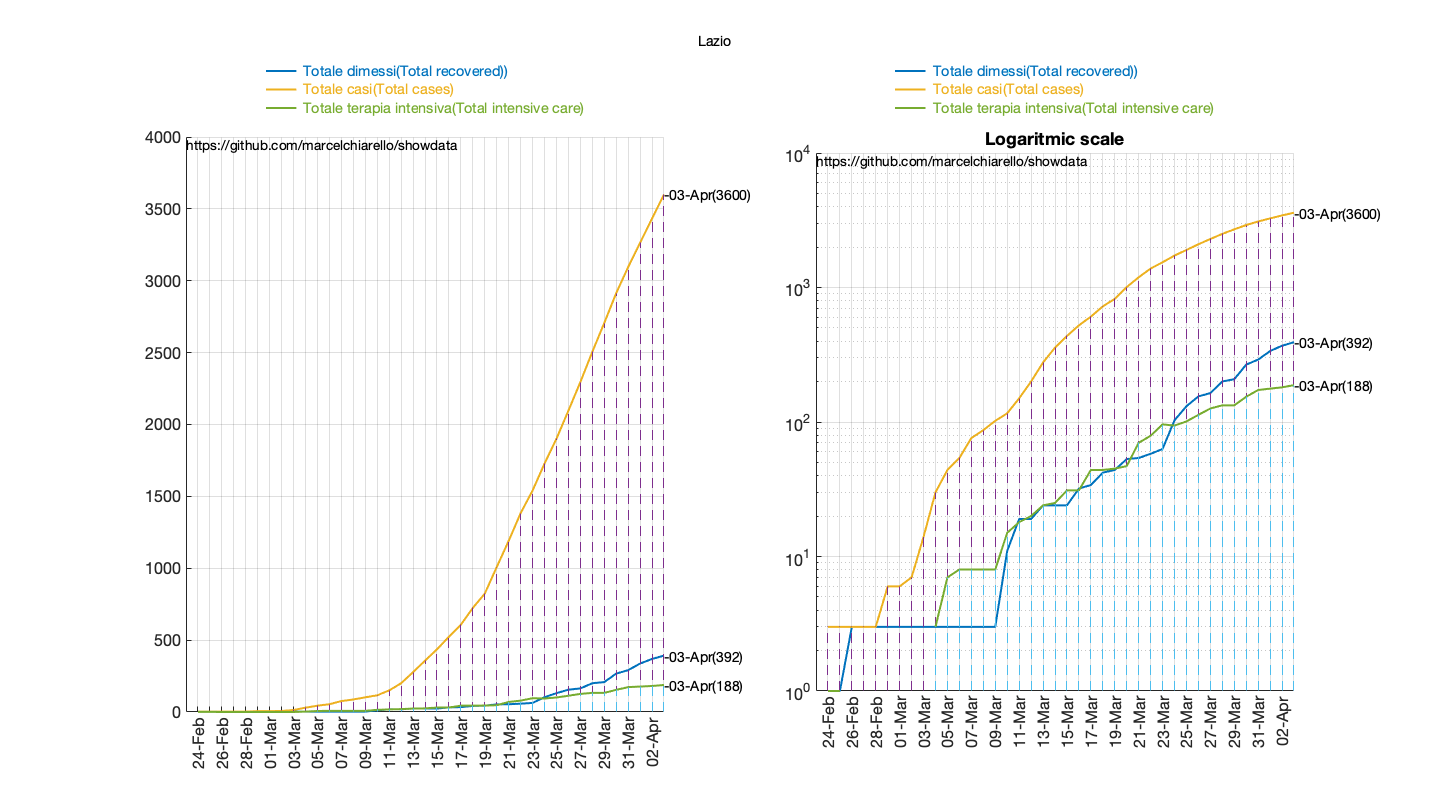 Lazio
Totale dimessi(Total recovered))
Totale casi(Total cases)
Totale terapia intensiva(Total intensive care)
4000
3500
3000
2500
2000
1500
1000
500
0
https://github.com/marcelchiarello/showdata
-03-Apr(3600)
-03-Apr(392)
-03-Apr(188)
24-Feb
26-Feb
28-Feb
01-Mar
03-Mar
05-Mar
07-Mar
09-Mar
11-Mar
13-Mar
15-Mar
17-Mar
19-Mar
21-Mar
23-Mar
25-Mar
27-Mar
29-Mar
31-Mar
02-Apr
Totale dimessi(Total recovered))
Totale casi(Total cases)
Totale terapia intensiva(Total intensive care)
Logaritmic scale
10^4
10^3
10^2
10^1
10^0
https://github.com/marcelchiarello/showdata
-03-Apr(3600)
-03-Apr(392)
-03-Apr(188)
24-Feb
26-Feb
28-Feb
01-Mar
03-Mar
05-Mar
07-Mar
09-Mar
11-Mar
13-Mar
15-Mar
17-Mar
19-Mar
21-Mar
23-Mar
25-Mar
27-Mar
29-Mar
31-Mar
02-Apr